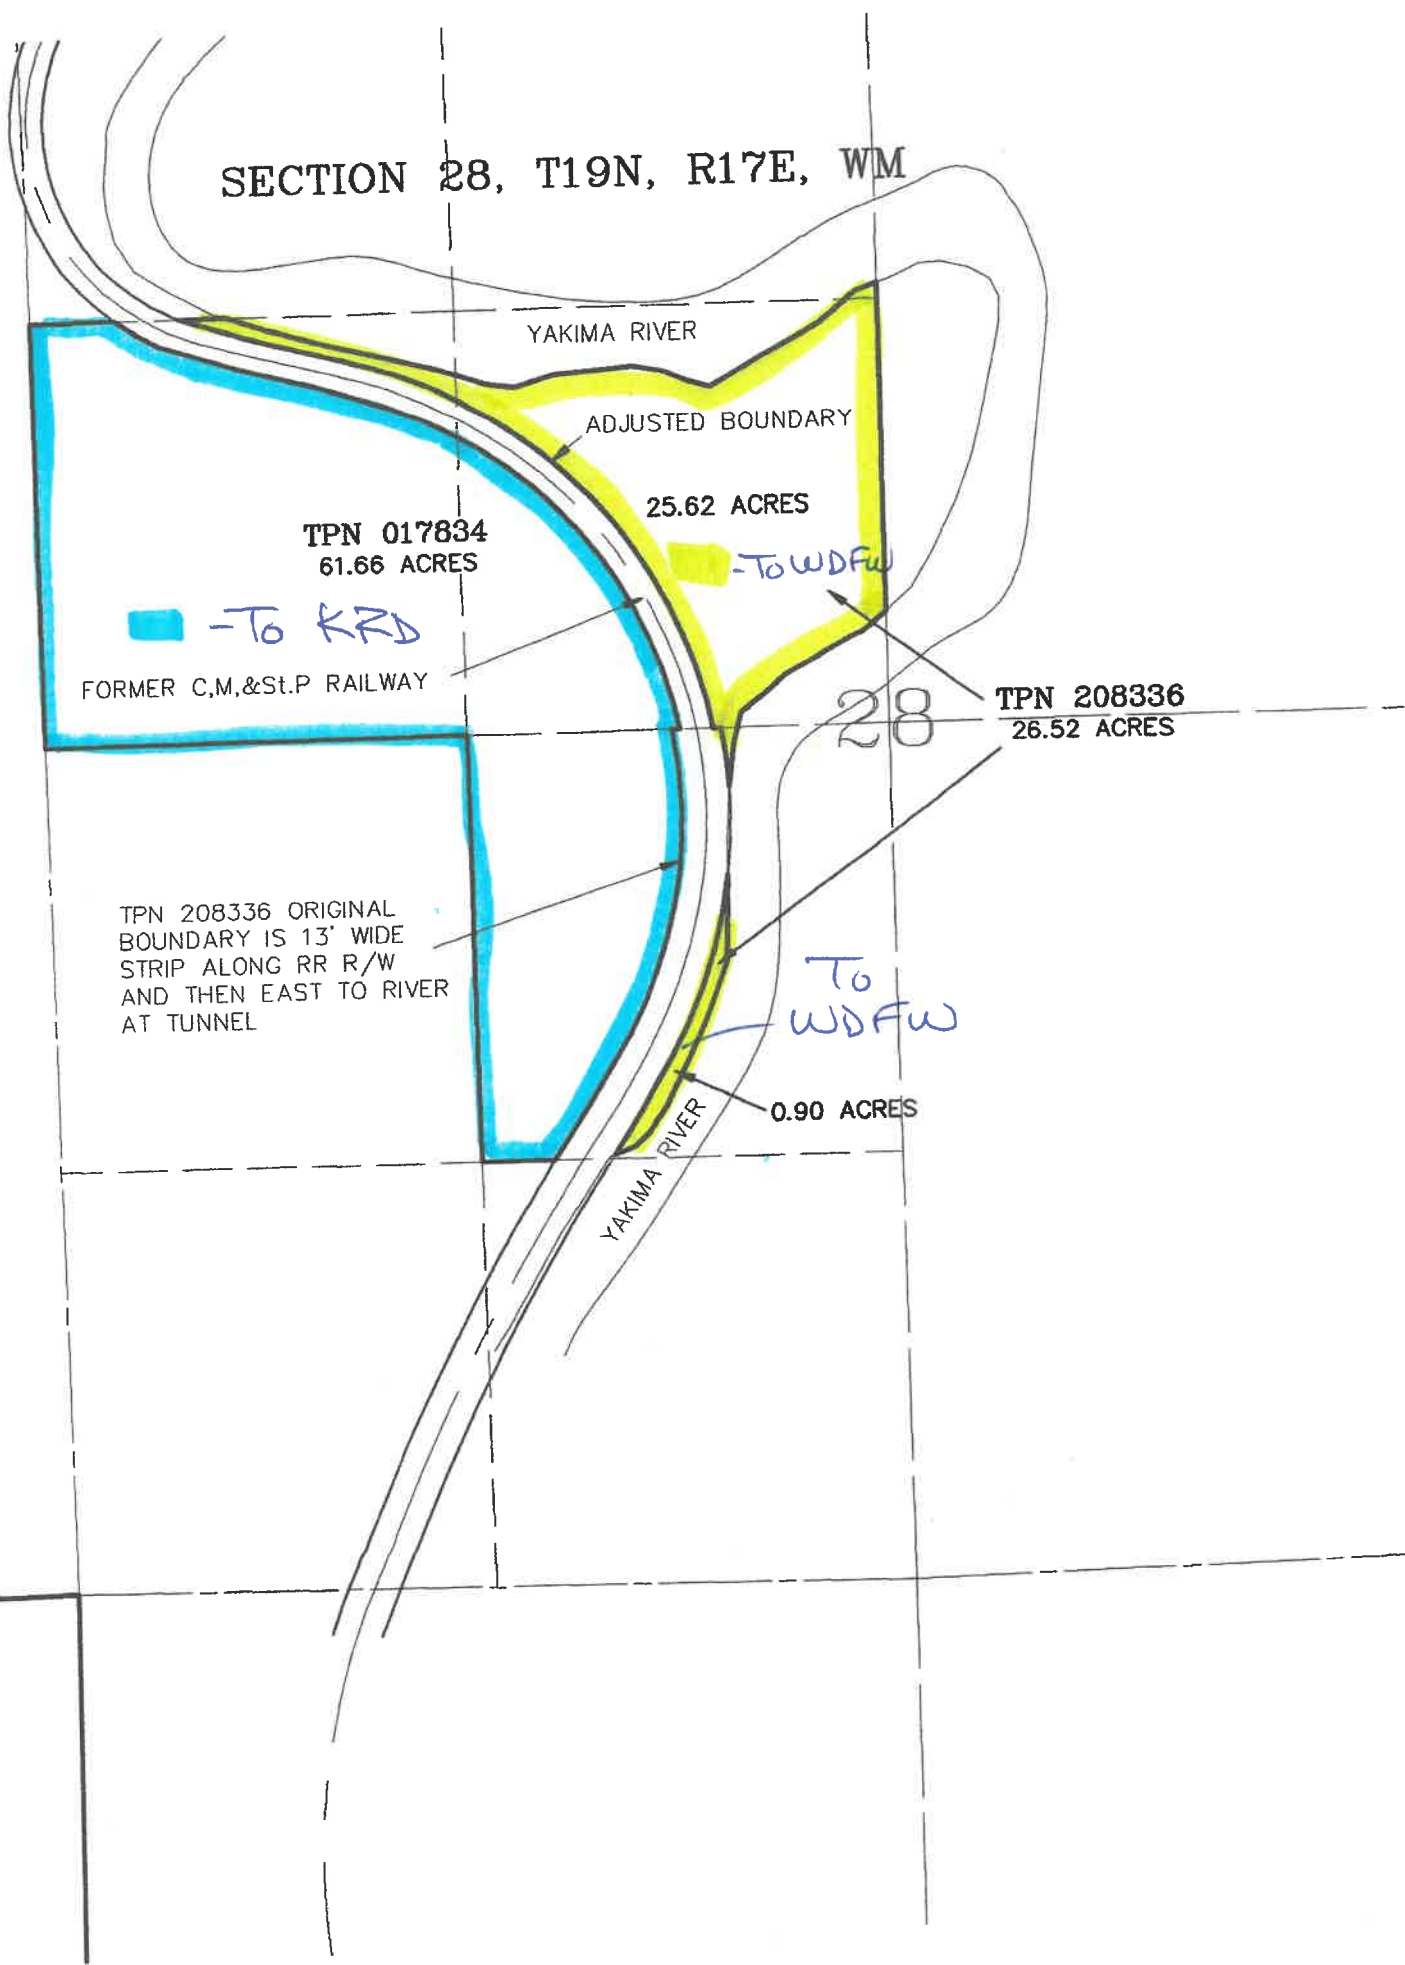 SECTION 28, T19N, R17E, WM
YAKIMA RIVER
ADJUSTED BOUNDARY
25.62 ACRES
TPN 017834
61.66 ACRES
-To WDFW
-To KRD
FORMER C,M,&St.P RAILWAY
28
TPN 208336
26.52 ACRES
TPN 208336 ORIGINAL
BOUNDARY IS 13' WIDE
STRIP ALONG RR R/W
AND THEN EAST TO RIVER
AT TUNNEL
To
WDFW
0.90 ACRES
YAKIMA RIVER